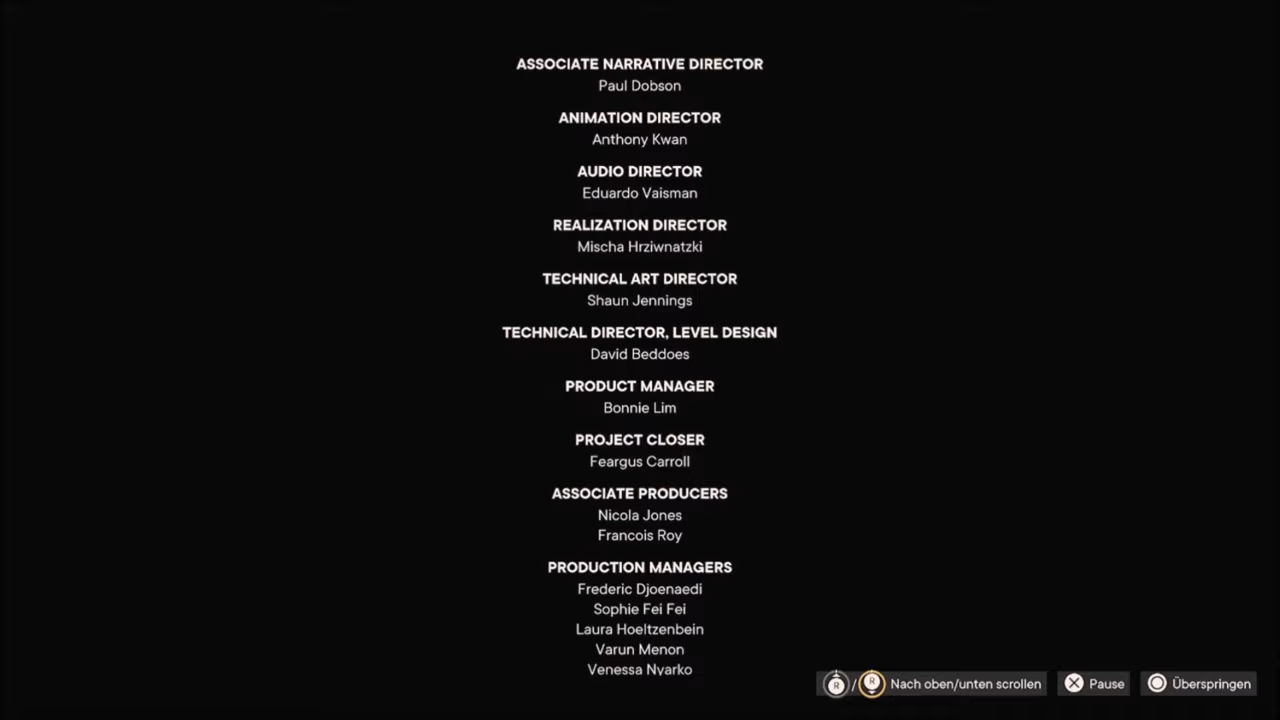 ASSOCIATE NARRATIVE DIRECTOR
Paul Dobson
ANIMATION DIRECTOR
Anthony Kwan
AUDIO DIRECTOR
Eduardo Vaisman
REALIZATION DIRECTOR
Mischa Hrziwnatzki
TECHNICAL ART DIRECTOR
Shaun Jennings
TECHNICAL DIRECTOR, LEVEL DESIGN
David Beddoes
PRODUCT MANAGER
Bonnie Lim
PROJECT CLOSER
Feargus Carroll
ASSOCIATE PRODUCERS
Nicola Jones
Francois Roy
PRODUCTION MANAGERS
Frederic Djoenaedi
Sophie Fei Fei
Laura Hoeltzenbein
Varun Menon
Venessa Nyarko
R / R Nach oben/unten scrollen Pause Überspringen